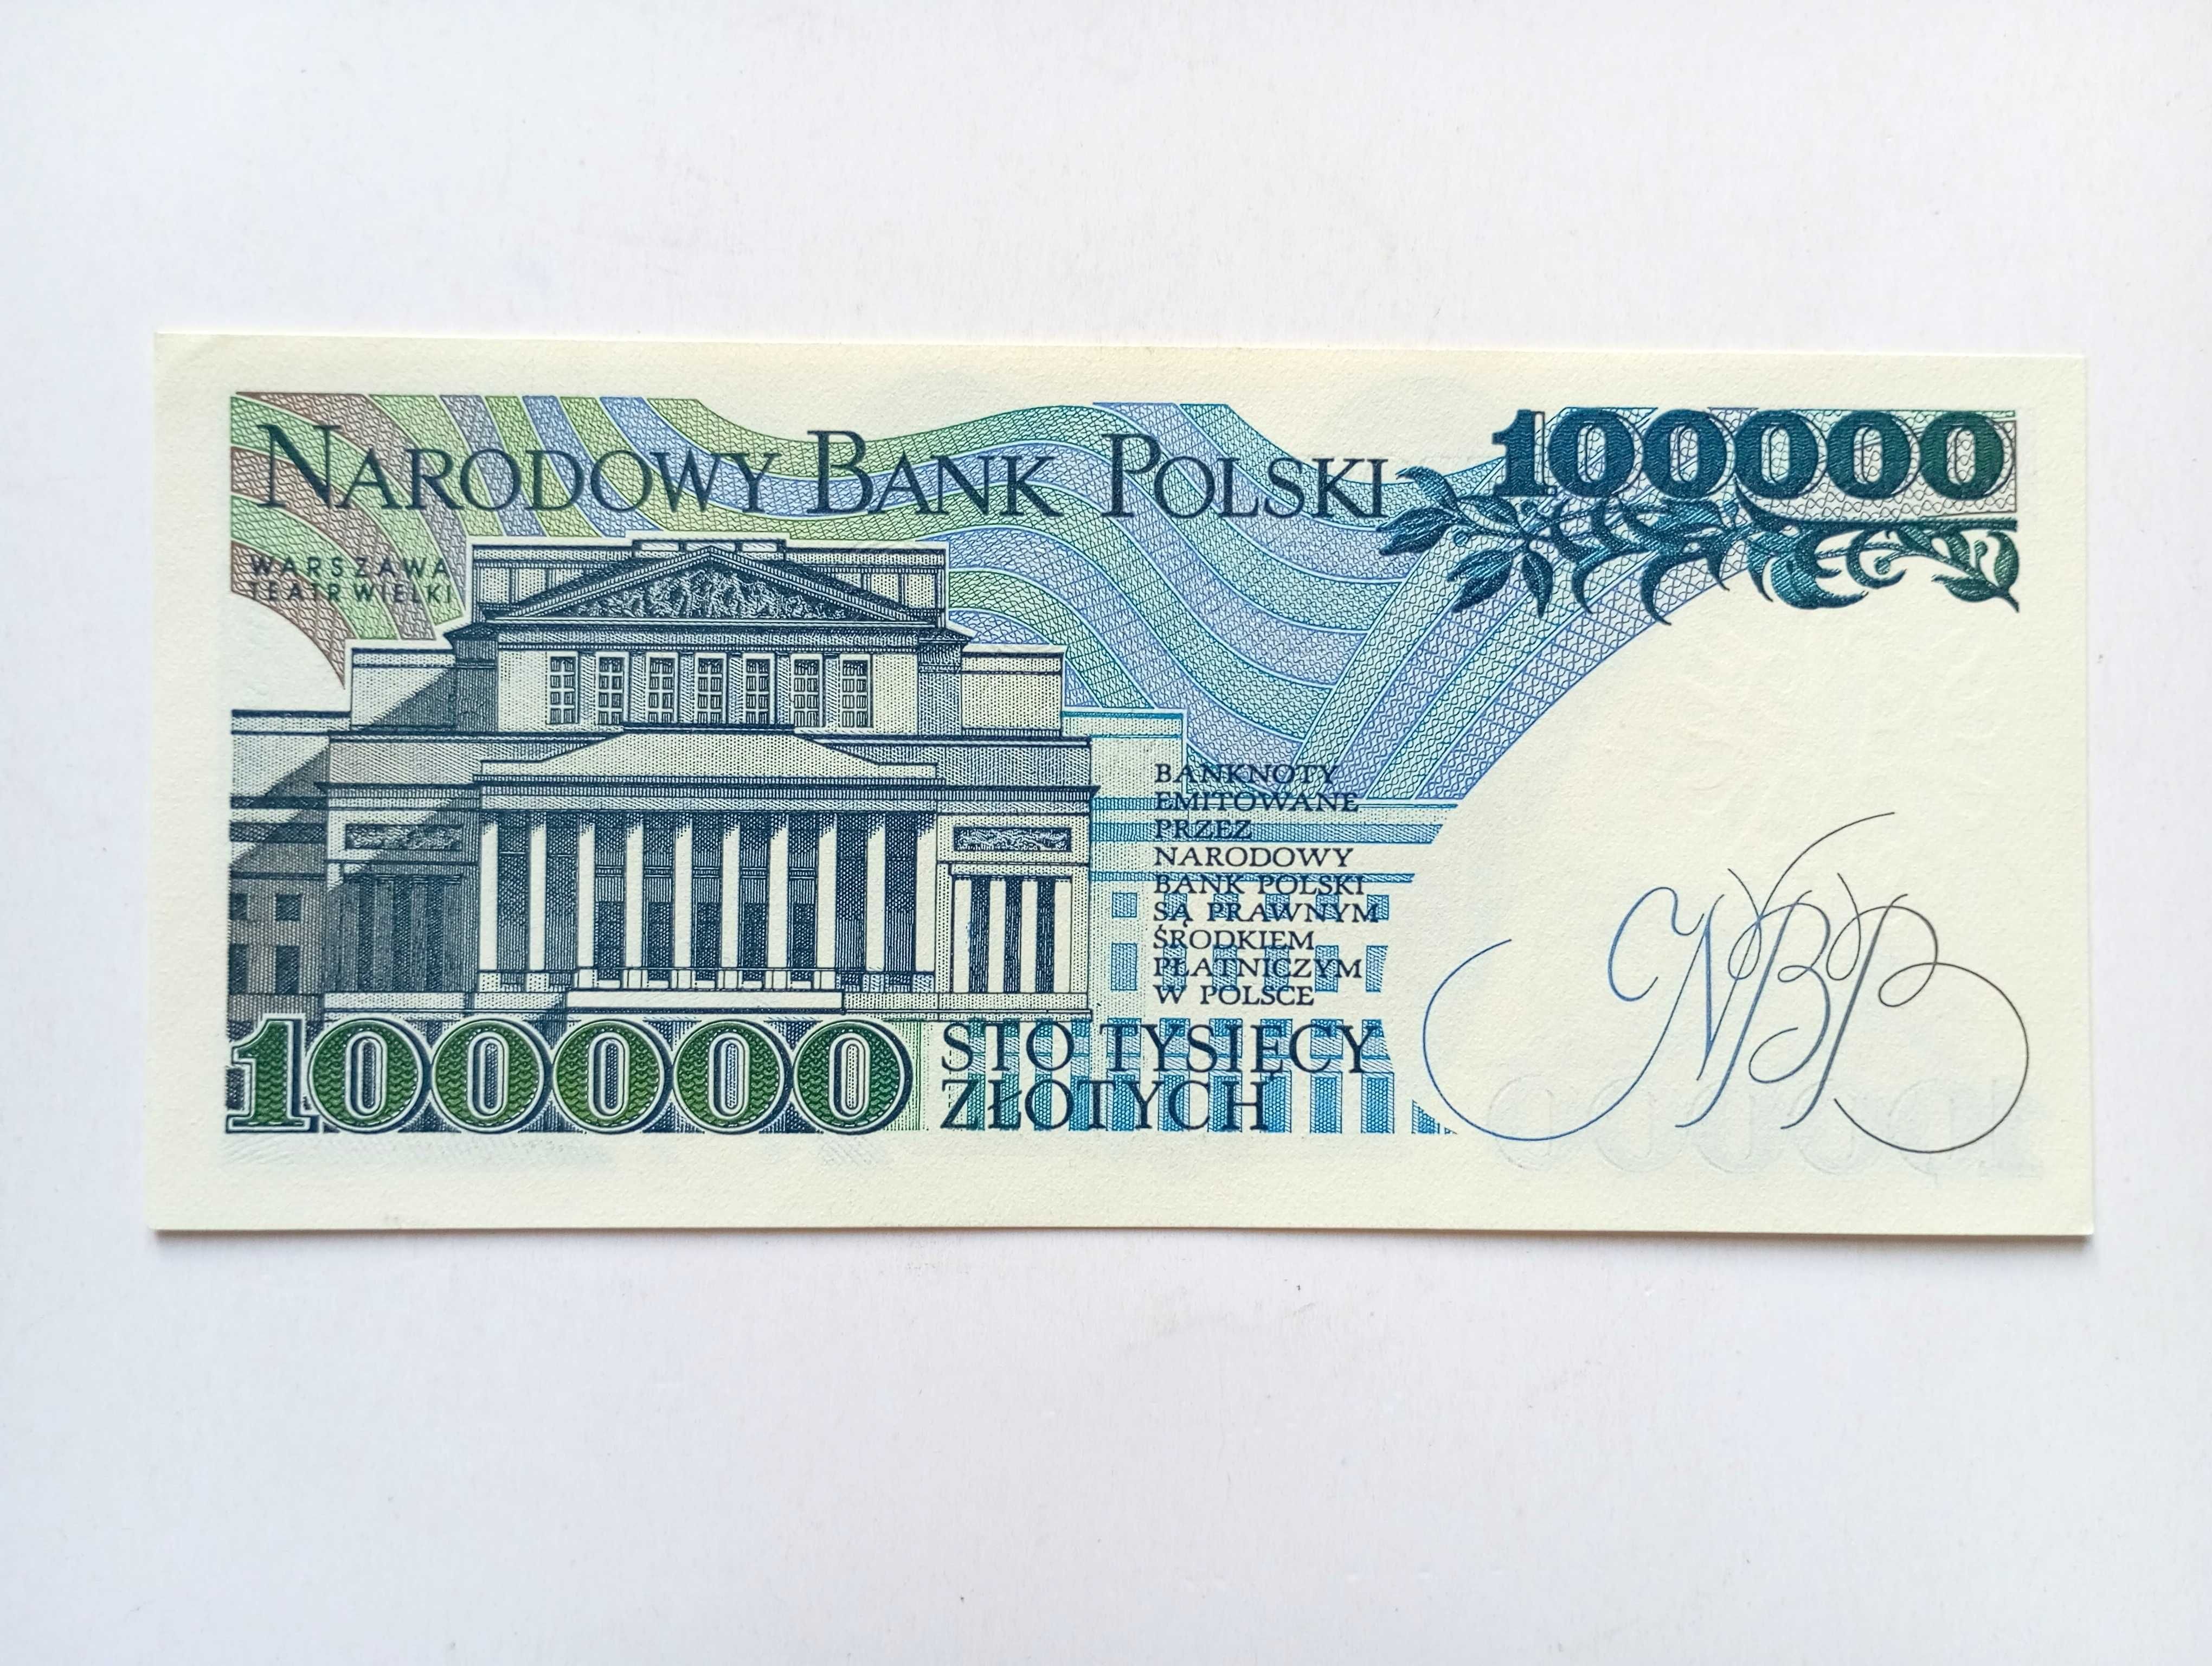 NARODOWY BANK POLSKI
100000
WARSZAWA
TEATR WIELKI
BANKNOTY
EMITOWANE
PRZEZ
NARODOWY
BANK POLSKI
SĄ PRAWNYM
ŚRODKIEM
PŁATNICZYM
W POLSCE
100000
STO TYSIĘCY
ZŁOTYCH
NBP